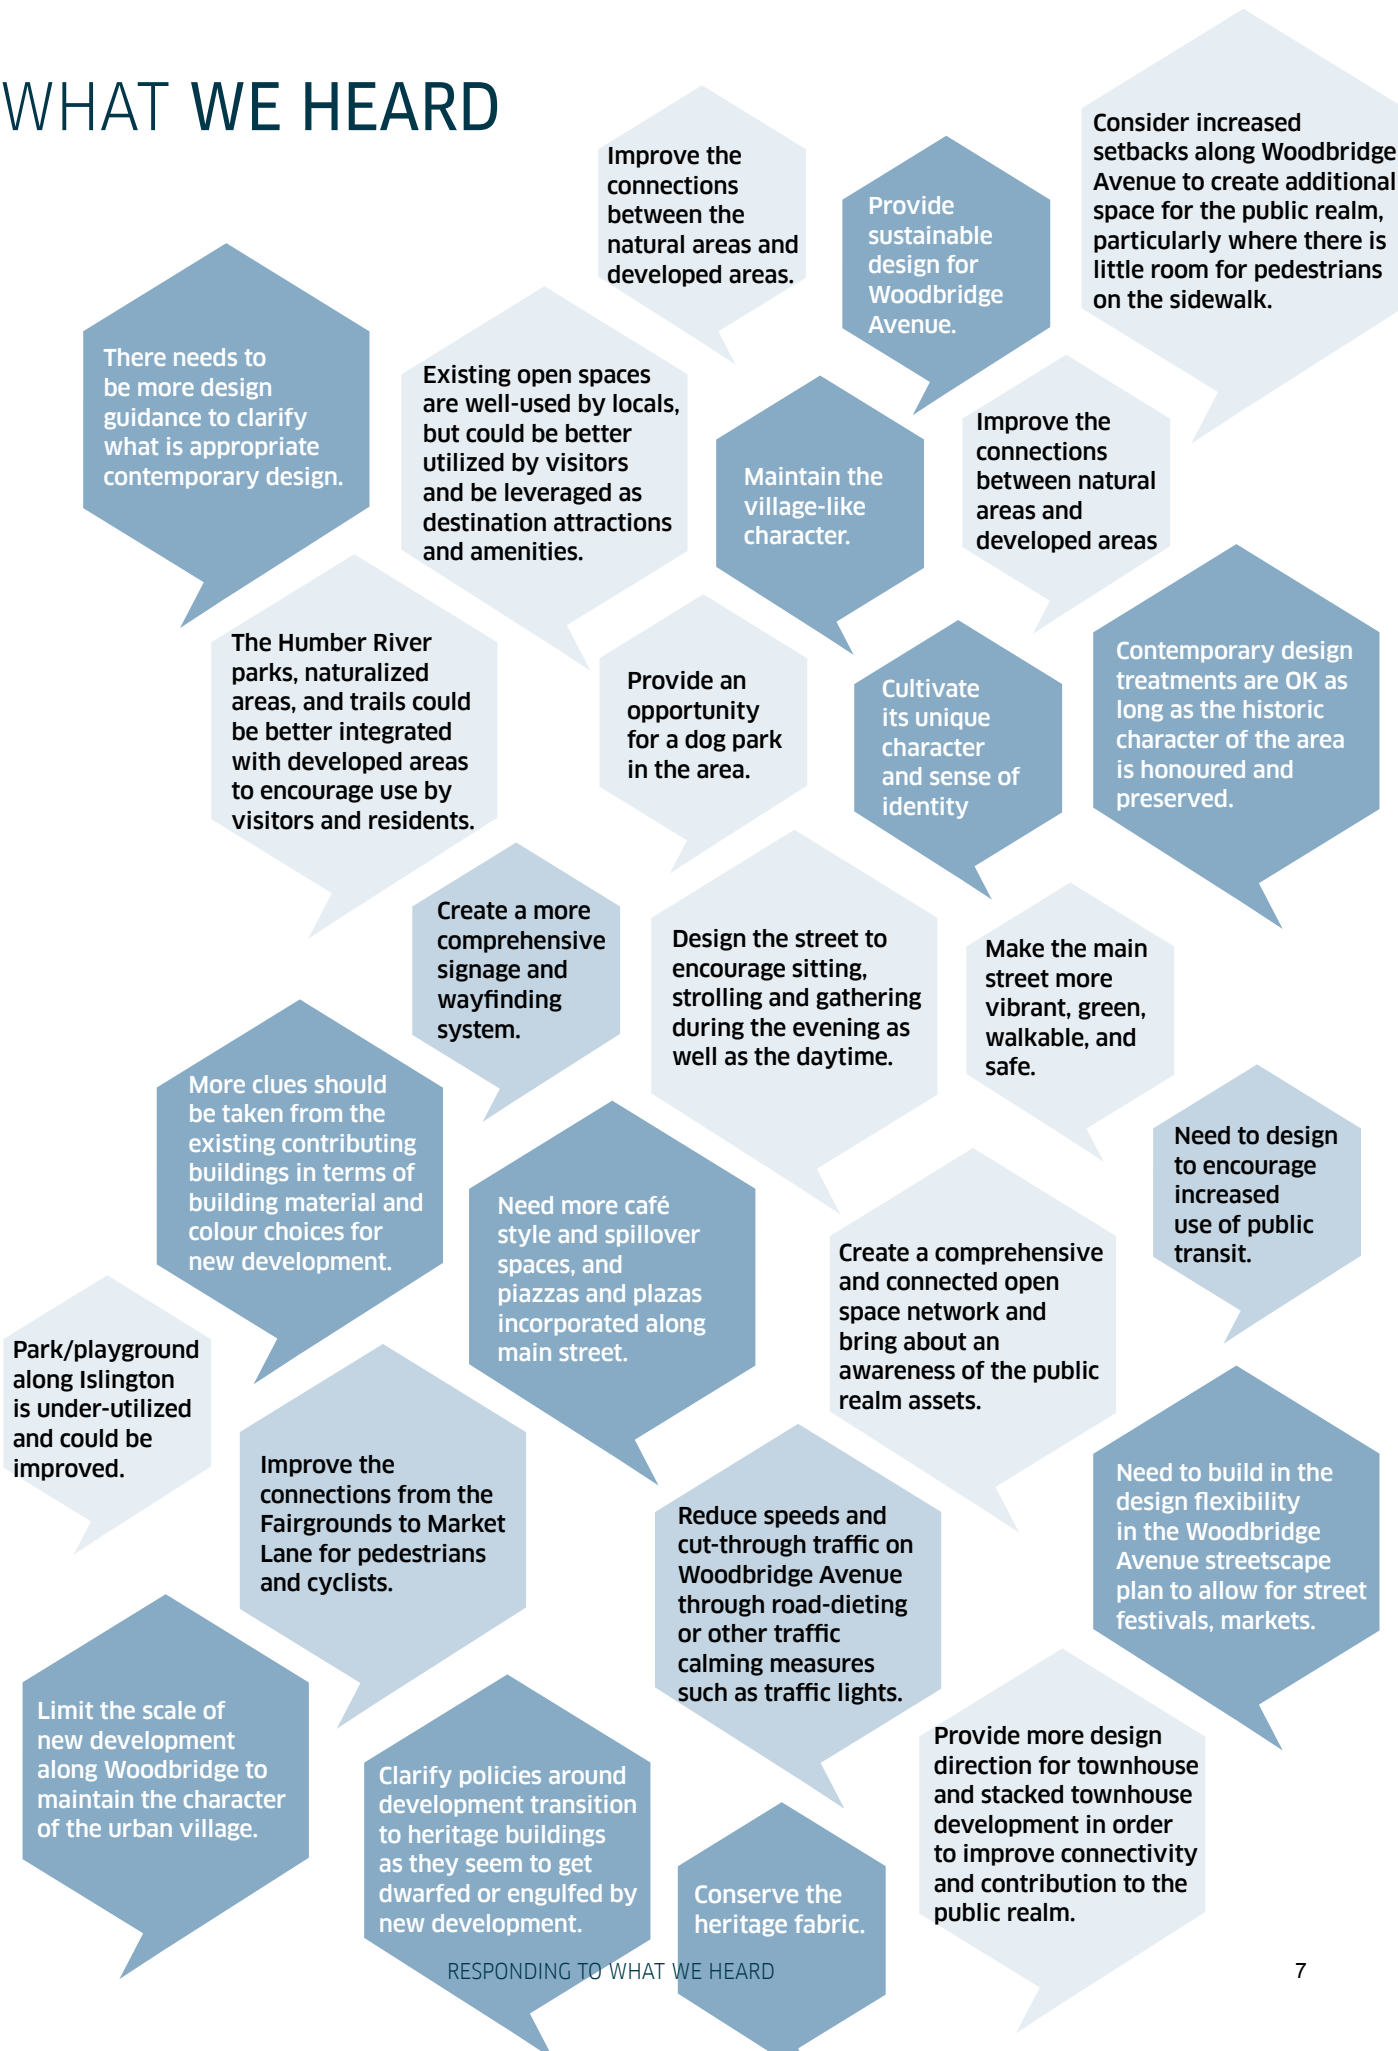 WHAT WE HEARD
Improve the
connections
between the
natural areas and
developed areas.
Provide
sustainable
design for
Woodbridge
Avenue.
Consider increased
setbacks along Woodbridge
Avenue to create additional
space for the public realm,
particularly where there is
little room for pedestrians
on the sidewalk.
There needs to
be more design
guidance to clarify
what is appropriate
contemporary design.
Existing open spaces
are well-used by locals,
but could be better
utilized by visitors
and be leveraged as
destination attractions
and amenities.
Maintain the
village-like
character.
Improve the
connections
between natural
areas and
developed areas
The Humber River
parks, naturalized
areas, and trails could
be better integrated
with developed areas
to encourage use by
visitors and residents.
Provide an
opportunity
for a dog park
in the area.
Cultivate
its unique
character
and sense of
identity
Contemporary design
treatments are OK as
long as the historic
character of the area
is honoured and
preserved.
Create a more
comprehensive
signage and
wayfinding
system.
Design the street to
encourage sitting,
strolling and gathering
during the evening as
well as the daytime.
Make the main
street more
vibrant, green,
walkable, and
safe.
More clues should
be taken from the
existing contributing
buildings in terms of
building material and
colour choices for
new development.
Need more café
style and spillover
spaces, and
piazzas and plazas
incorporated along
main street.
Need to design
to encourage
increased
use of public
transit.
Create a comprehensive
and connected open
space network and
bring about an
awareness of the public
realm assets.
Park/playground
along Islington
is under-utilized
and could be
improved.
Improve the
connections from the
Fairgrounds to Market
Lane for pedestrians
and cyclists.
Reduce speeds and
cut-through traffic on
Woodbridge Avenue
through road-dieting
or other traffic
calming measures
such as traffic lights.
Need to build in the
design flexibility
in the Woodbridge
Avenue streetscape
plan to allow for street
festivals, markets.
Limit the scale of
new development
along Woodbridge to
maintain the character
of the urban village.
Clarify policies around
development transition
to heritage buildings
as they seem to get
dwarfed or engulfed by
new development.
Conserve the
heritage fabric.
Provide more design
direction for townhouse
and stacked townhouse
development in order
to improve connectivity
and contribution to the
public realm.
RESPONDING TO WHAT WE HEARD
7